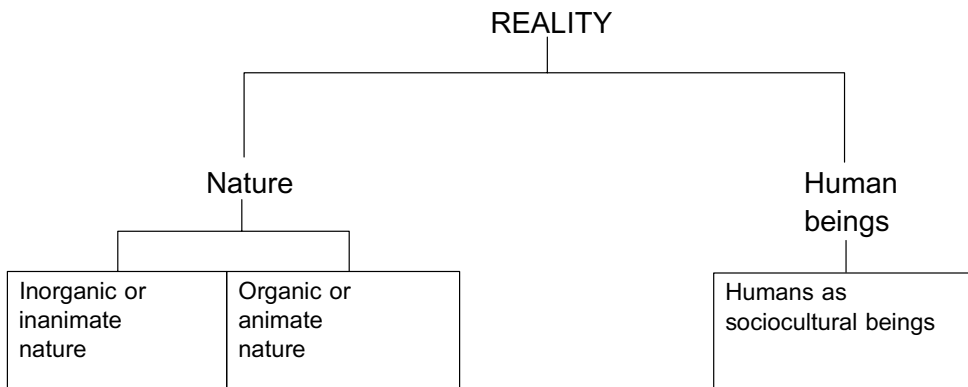 REALITY
Nature
Human
beings
Inorganic or
inanimate
nature
Organic or
animate
nature
Humans as
sociocultural beings